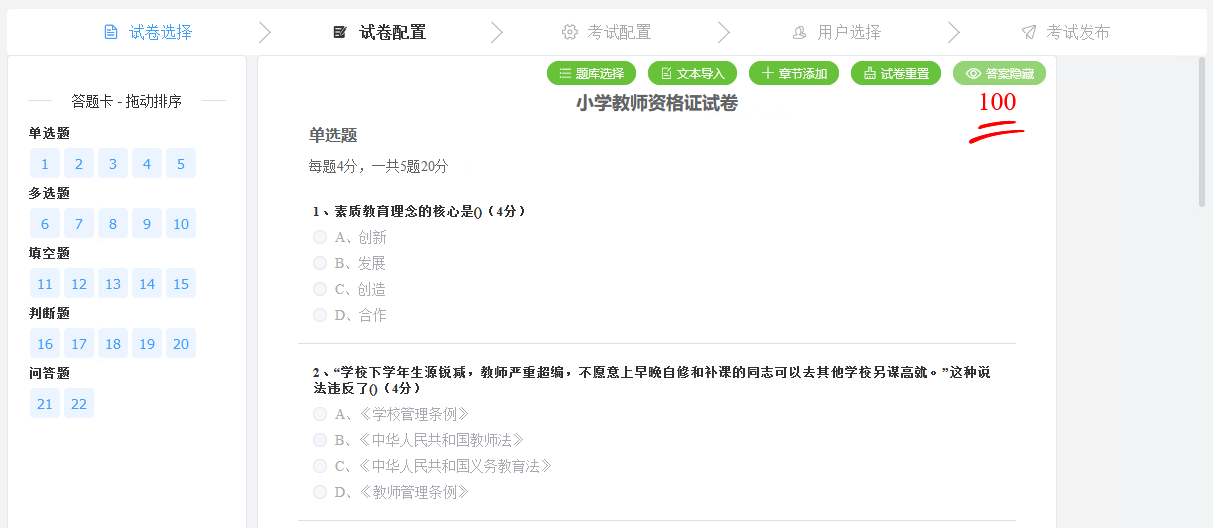 试卷选择 试卷配置 考试配置 用户选择 考试发布
题库选择 文本导入 章节添加 试卷重置 答案隐藏
答题卡 - 拖动排序
单选题
1 2 3 4 5
多选题
6 7 8 9 10
填空题
11 12 13 14 15
判断题
16 17 18 19 20
问答题
21 22
小学教师资格证试卷
100
单选题
每题4分，一共5题20分
1、素质教育理念的核心是()（4分）
A、创新
B、发展
C、创造
D、合作
2、“学校下学年生源锐减，教师严重超编，不愿意上早晚自修和补课的同志可以去其他学校另谋高就。”这种说
法违反了()（4分）
A、《学校管理条例》
B、《中华人民共和国教师法》
C、《中华人民共和国义务教育法》
D、《教师管理条例》